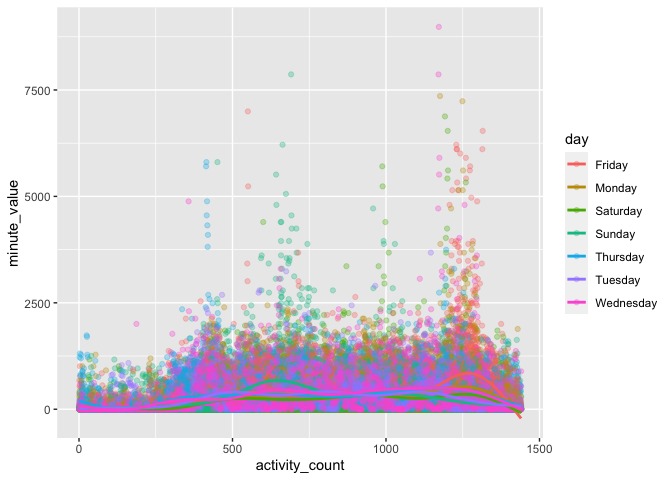 7500
5000
2500
0
minute_value
0 500 1000 1500
activity_count
day
Friday
Monday
Saturday
Sunday
Thursday
Tuesday
Wednesday